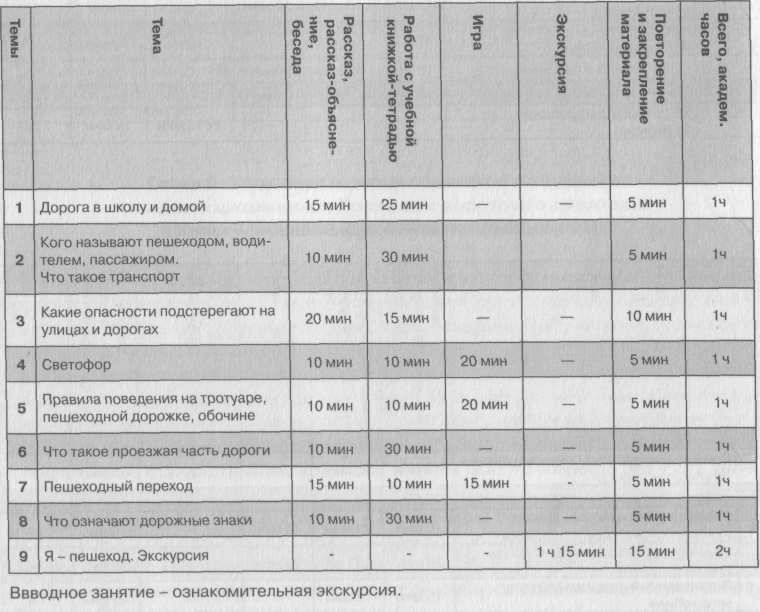 Темы
Тема
Рассказ,
рассказ-объясне-
ние,
беседа
Работа с учебной
книжкой-тетрадью
Игра
Экскурсия
Повторение
и закрепление
материала
Всего, академ.
часов
1 Дорога в школу и домой 15 мин 25 мин — — 5 мин 1ч
Кого называют пешеходом, води-
2 телем, пассажиром. 10 мин 30 мин 5 мин 1ч
Что такое транспорт
3 Какие опасности подстерегают на 20 мин 15 мин — — 10 мин 1ч
улицах и дорогах
4 Светофор 10 мин 10 мин 20 мин — 5 мин 1 ч
5 Правила поведения на тротуаре, 10 мин 10 мин 20 мин — 5 мин 1ч
пешеходной дорожке, обочине
6 Что такое проезжая часть дороги 10 мин 30 мин — — 5 мин 1ч
7 Пешеходный переход 15 мин 10 мин 15 мин - 5 мин 1ч
8 Что означают дорожные знаки 10 мин 30 мин — — 5 мин 1ч
9 Я – пешеход. Экскурсия - - - 1 ч 15 мин 15 мин 2ч
Ввводное занятие – ознакомительная экскурсия.